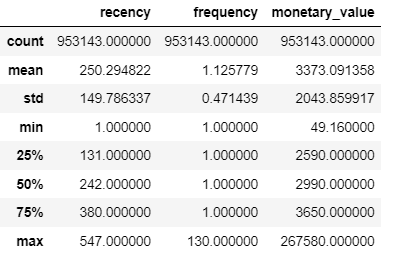 recency frequency monetary_value
count 953143.000000 953143.000000 953143.000000
mean 250.294822 1.125779 3373.091358
std 149.786337 0.471439 2043.859917
min 1.000000 1.000000 49.160000
25% 131.000000 1.000000 2590.000000
50% 242.000000 1.000000 2990.000000
75% 380.000000 1.000000 3650.000000
max 547.000000 130.000000 267580.000000